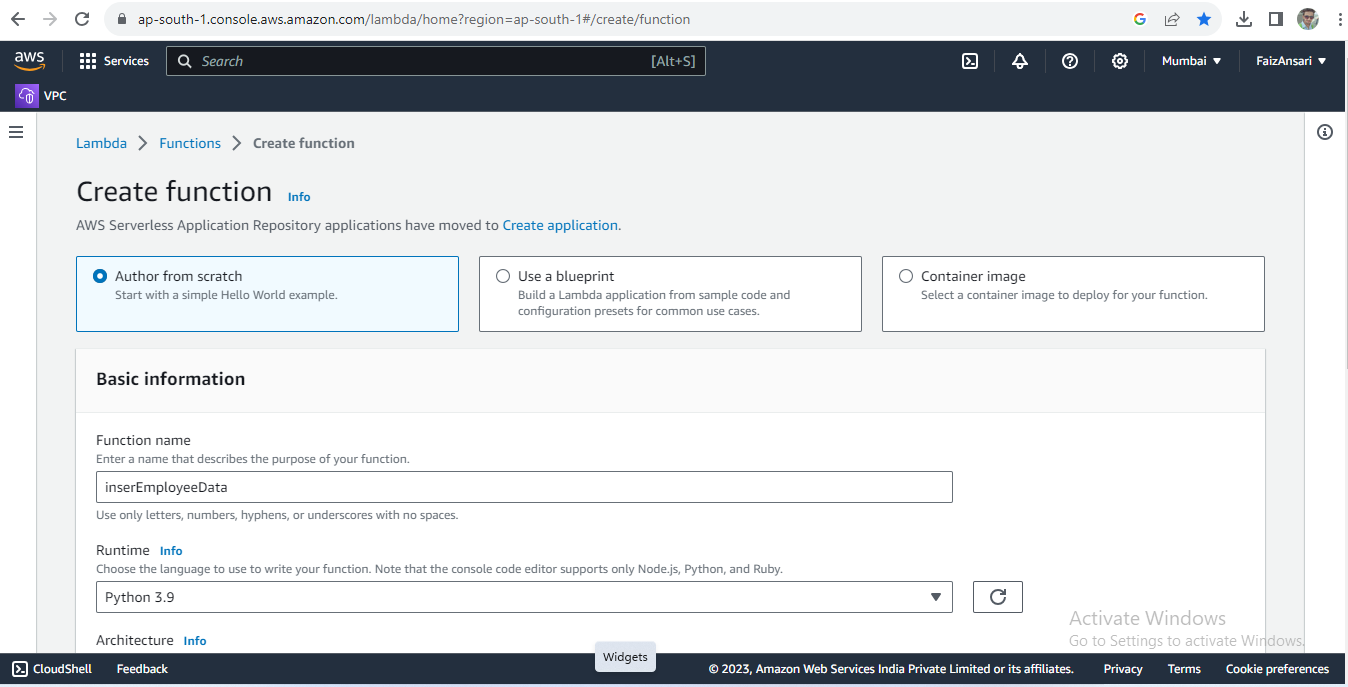 ap-south-1.console.aws.amazon.com/lambda/home?region=ap-south-1#/create/function
aws Services Search [Alt+S] Mumbai ▼ FaizAnsari ▼
VPC
Lambda > Functions > Create function
Create function Info
AWS Serverless Application Repository applications have moved to Create application.
Author from scratch
Start with a simple Hello World example.
Use a blueprint
Build a Lambda application from sample code and
configuration presets for common use cases.
Container image
Select a container image to deploy for your function.
Basic information
Function name
Enter a name that describes the purpose of your function.
inserEmployeeData
Use only letters, numbers, hyphens, or underscores with no spaces.
Runtime Info
Choose the language to use to write your function. Note that the console code editor supports only Node.js, Python, and Ruby.
Python 3.9
Architecture Info
Activate Windows
Go to Settings to activate Windows.
Widgets
CloudShell Feedback © 2023, Amazon Web Services India Private Limited or its affiliates. Privacy Terms Cookie preferences